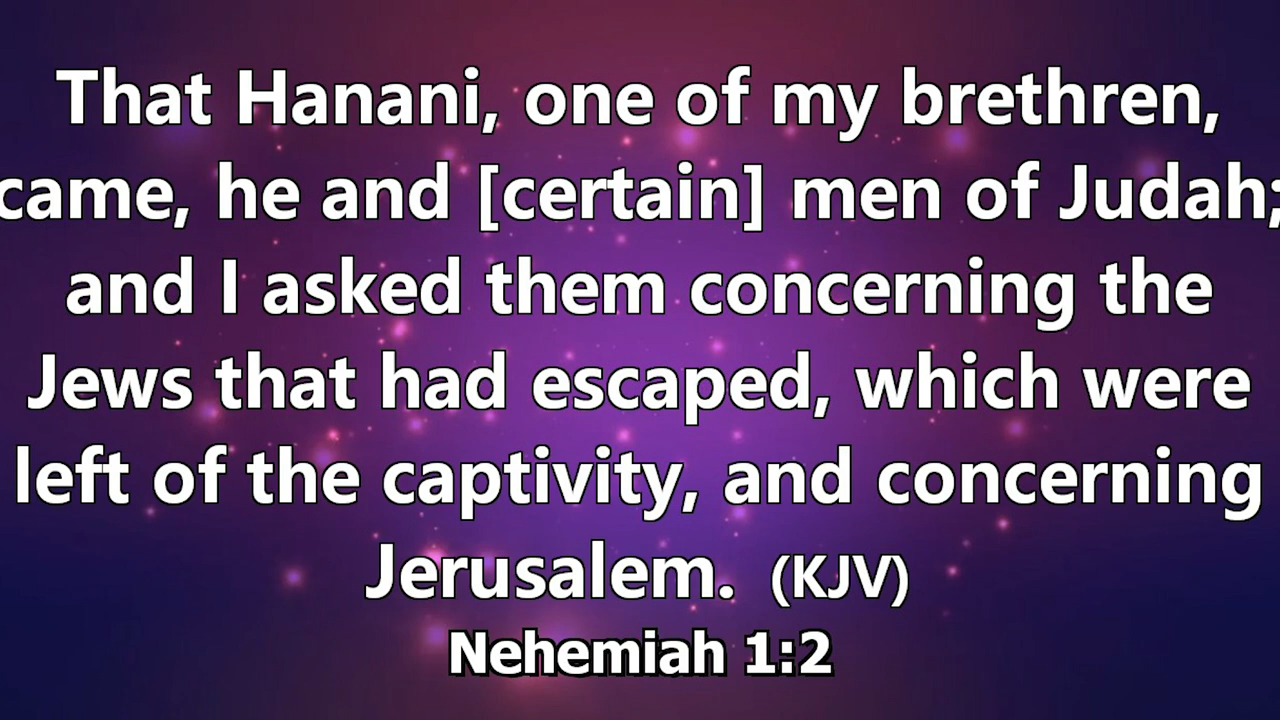 That Hanani, one of my brethren,
came, he and [certain] men of Judah;
and I asked them concerning the
Jews that had escaped, which were
left of the captivity, and concerning
Jerusalem. (KJV)
Nehemiah 1:2